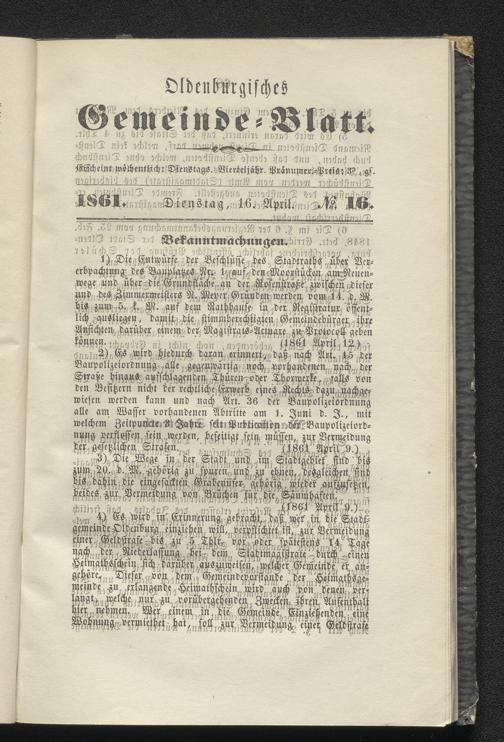 Oldenburgisches
Gemeinde-Blatt.
Erscheint wöchentlich: Dienstags. Vierteljähr. Pränumer.-Preis: 3¾ gs.
1861. Dienstag, 16. April. № 16.
Bekanntmachungen.
1) Die Entwürfe der Beschlüsse des Stadtraths über Ver-
erbpachtung des Bauplatzes Nr. 1 auf den Moorstücken am Neuen-
wege und über die Grundfläche an der Rosenstraße zwischen dieser
und des Zimmermeisters N. Meyer Gründen werden vom 14. d. M.
bis zum 5. k. M. auf dem Rathhause in der Registratur öffent-
lich ausliegen, damit die stimmberechtigten Gemeindebürger ihre
Ansichten darüber einem der Magistrats-Actuar. zu Protocoll geben
können. (1861 April 12.)
2) Es wird hiedurch daran erinnert, daß nach Art. 15 der
Baupolizeiordnung alle gegenwärtig noch vorhandenen nach der
Straße hinaus aufschlagenden Thüren oder Thorwerke, falls von
den Besitzern nicht der rechtliche Erwerb eines Rechts dazu nachge-
wiesen werden kann und nach Art. 36 der Baupolizeiordnung
alle am Wasser vorhandenen Abtritte am 1. Juni d. J., mit
welchem Zeitpuncte 3 Jahre seit Publication der Baupolizeiord-
nung verflossen sein werden, beseitigt sein müssen, zur Vermeidung
der gesetzlichen Strafen. (1861 April 9.)
3) Die Wege in der Stadt und im Stadtgebiet sind bis
zum 20. d. M. gehörig zu spuren und zu ebnen, desgleichen sind
bis dahin die eingesackten Grabenufer gehörig wieder aufzusetzen,
beides zur Vermeidung von Brüchen für die Säumhaften.
(1861 April 9.)
4) Es wird in Erinnerung gebracht, daß wer in die Stadt-
gemeinde Oldenburg einziehen will, verpflichtet ist, zur Vermeidung
einer Geldstrafe bis zu 5 Thlr. vor oder spätestens 14 Tage
nach der Niederlassung bei dem Stadtmagistrate durch einen
Heimathsschein sich darüber auszuweisen, welcher Gemeinde er an-
gehöre. Dieser von dem Gemeindevorstande der Heimathsge-
meinde zu erlangende Heimathschein wird auch von denen ver-
langt, welche nur zu vorübergehenden Zwecken ihren Aufenthalt
hier nehmen. Wer einem in die Gemeinde Einziehenden eine
Wohnung vermiethet hat, soll zur Vermeidung einer Geldstrafe